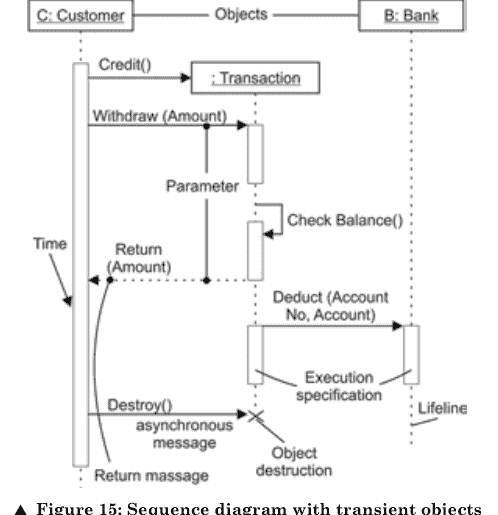 C: Customer
Objects
B: Bank
Credit()
: Transaction
Withdraw (Amount)
Parameter
Check Balance()
Time
Return
(Amount)
Deduct (Account
No, Account)
Execution
specification
Destroy()
asynchronous
message
Lifeline
Object
destruction
Return massage
▲ Figure 15: Sequence diagram with transient objects